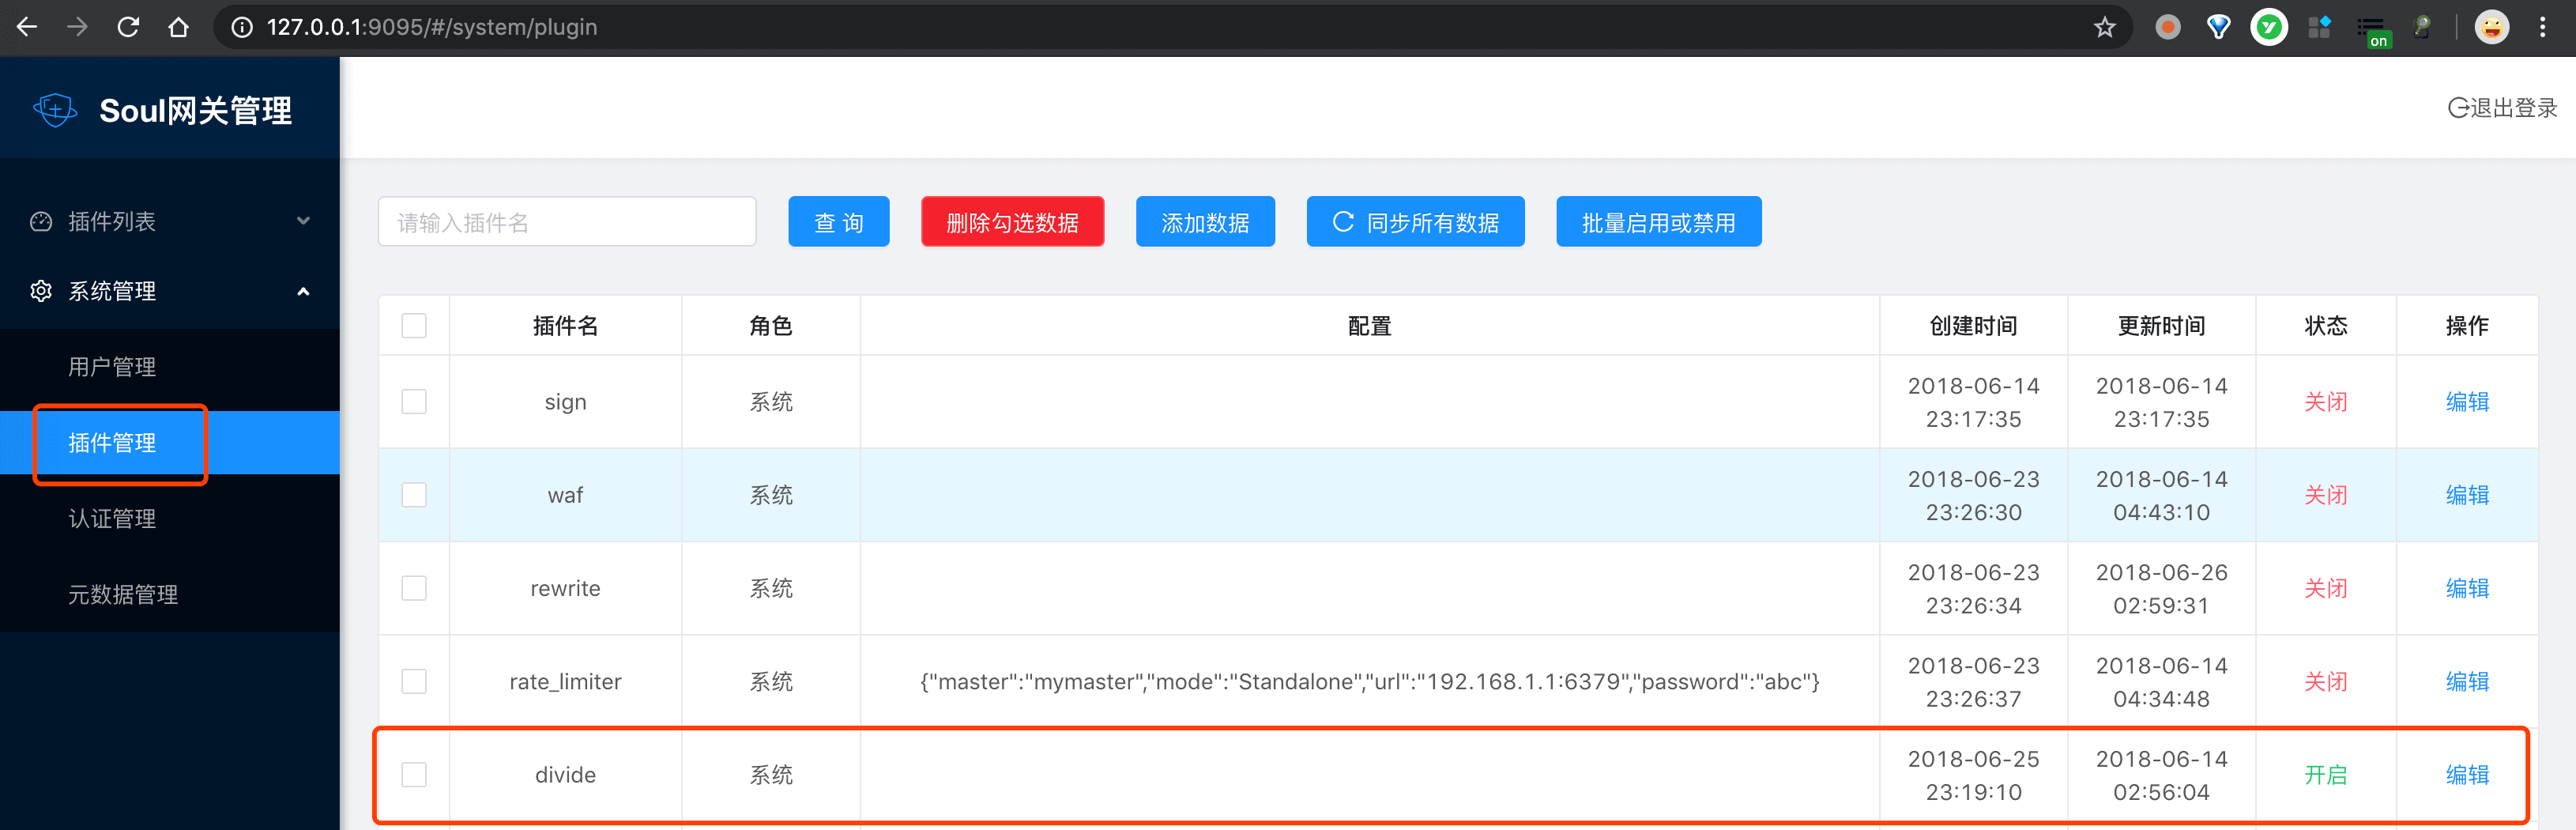 127.0.0.1:9095/#/system/plugin
on
Soul网关管理
退出登录
插件列表
系统管理
用户管理
插件管理
认证管理
元数据管理
请输入插件名
查 询
删除勾选数据
添加数据
同步所有数据
批量启用或禁用
插件名 角色 配置 创建时间 更新时间 状态 操作
sign 系统 2018-06-14 23:17:35 2018-06-14 23:17:35 关闭 编辑
waf 系统 2018-06-23 23:26:30 2018-06-14 04:43:10 关闭 编辑
rewrite 系统 2018-06-23 23:26:34 2018-06-26 02:59:31 关闭 编辑
rate_limiter 系统 {"master":"mymaster","mode":"Standalone","url":"192.168.1.1:6379","password":"abc"} 2018-06-23 23:26:37 2018-06-14 04:34:48 关闭 编辑
divide 系统 2018-06-25 23:19:10 2018-06-14 02:56:04 开启 编辑